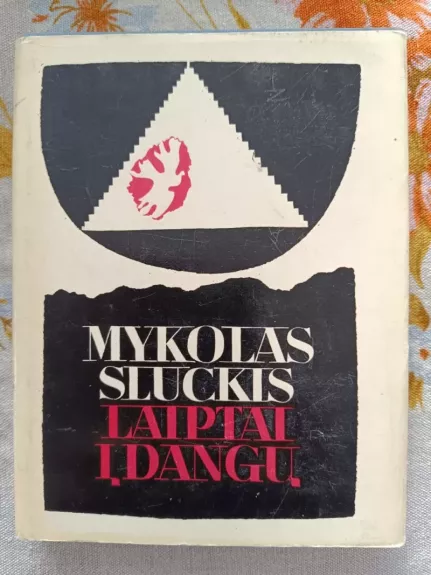 MYKOLAS
SLUCKIS
LAIPTAI
Į DANGŲ